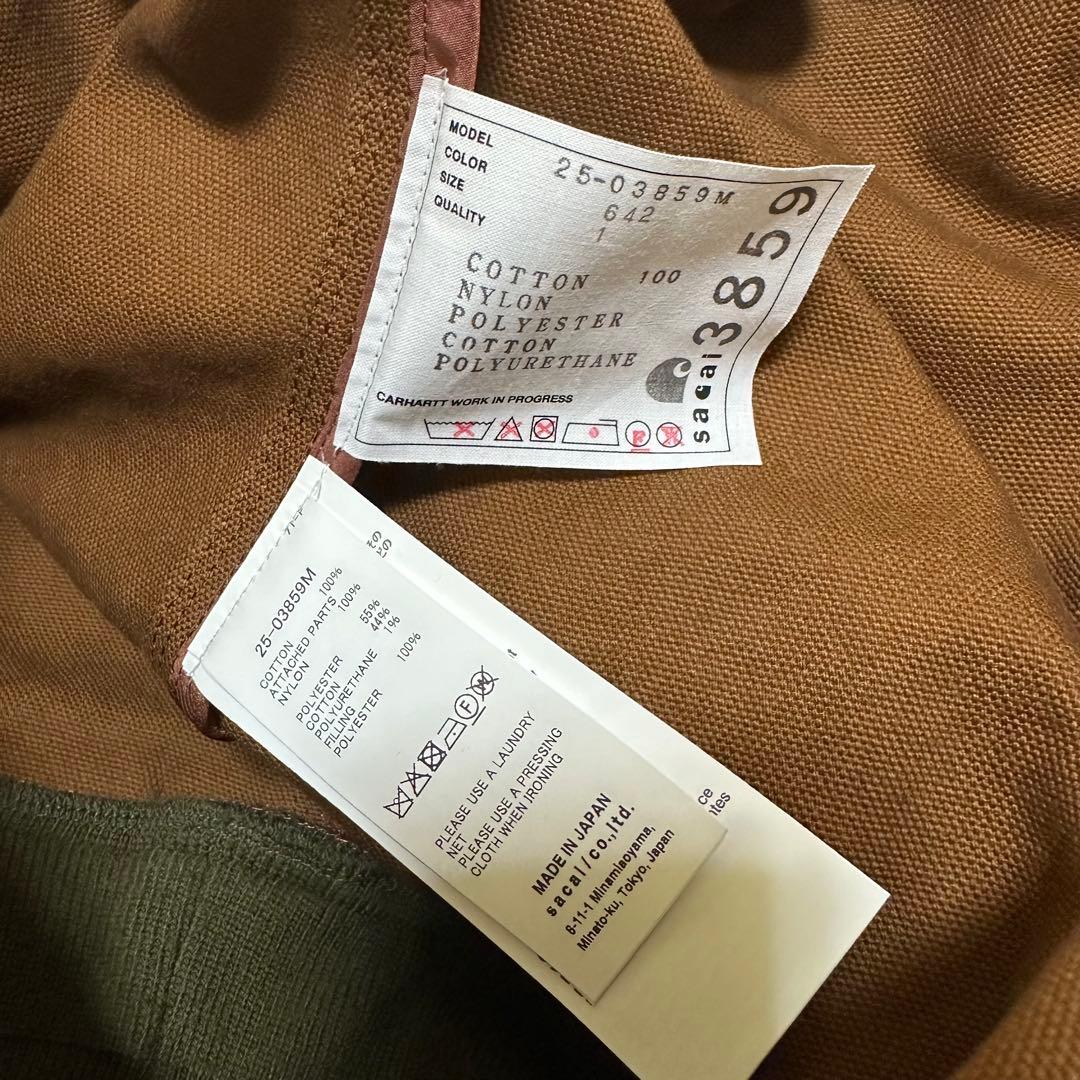 MODEL 25-03859M
COLOR 642
SIZE 1
QUALITY
COTTON 100
NYLON
POLYESTER
COTTON
POLYURETHANE
CARHARTT WORK IN PROGRESS
sacai 3859
25-03859M
COTTON 100%
ATTACHED PARTS
NYLON 100%
POLYESTER 55%
COTTON 44%
POLYURETHANE 1%
FILLING
POLYESTER 100%
PLEASE USE A LAUNDRY
NET
PLEASE USE A PRESSING
CLOTH WHEN IRONING
MADE IN JAPAN
sacai/co.,ltd.
6-11-1 Minamiaoyama,
Minato-ku, Tokyo, Japan